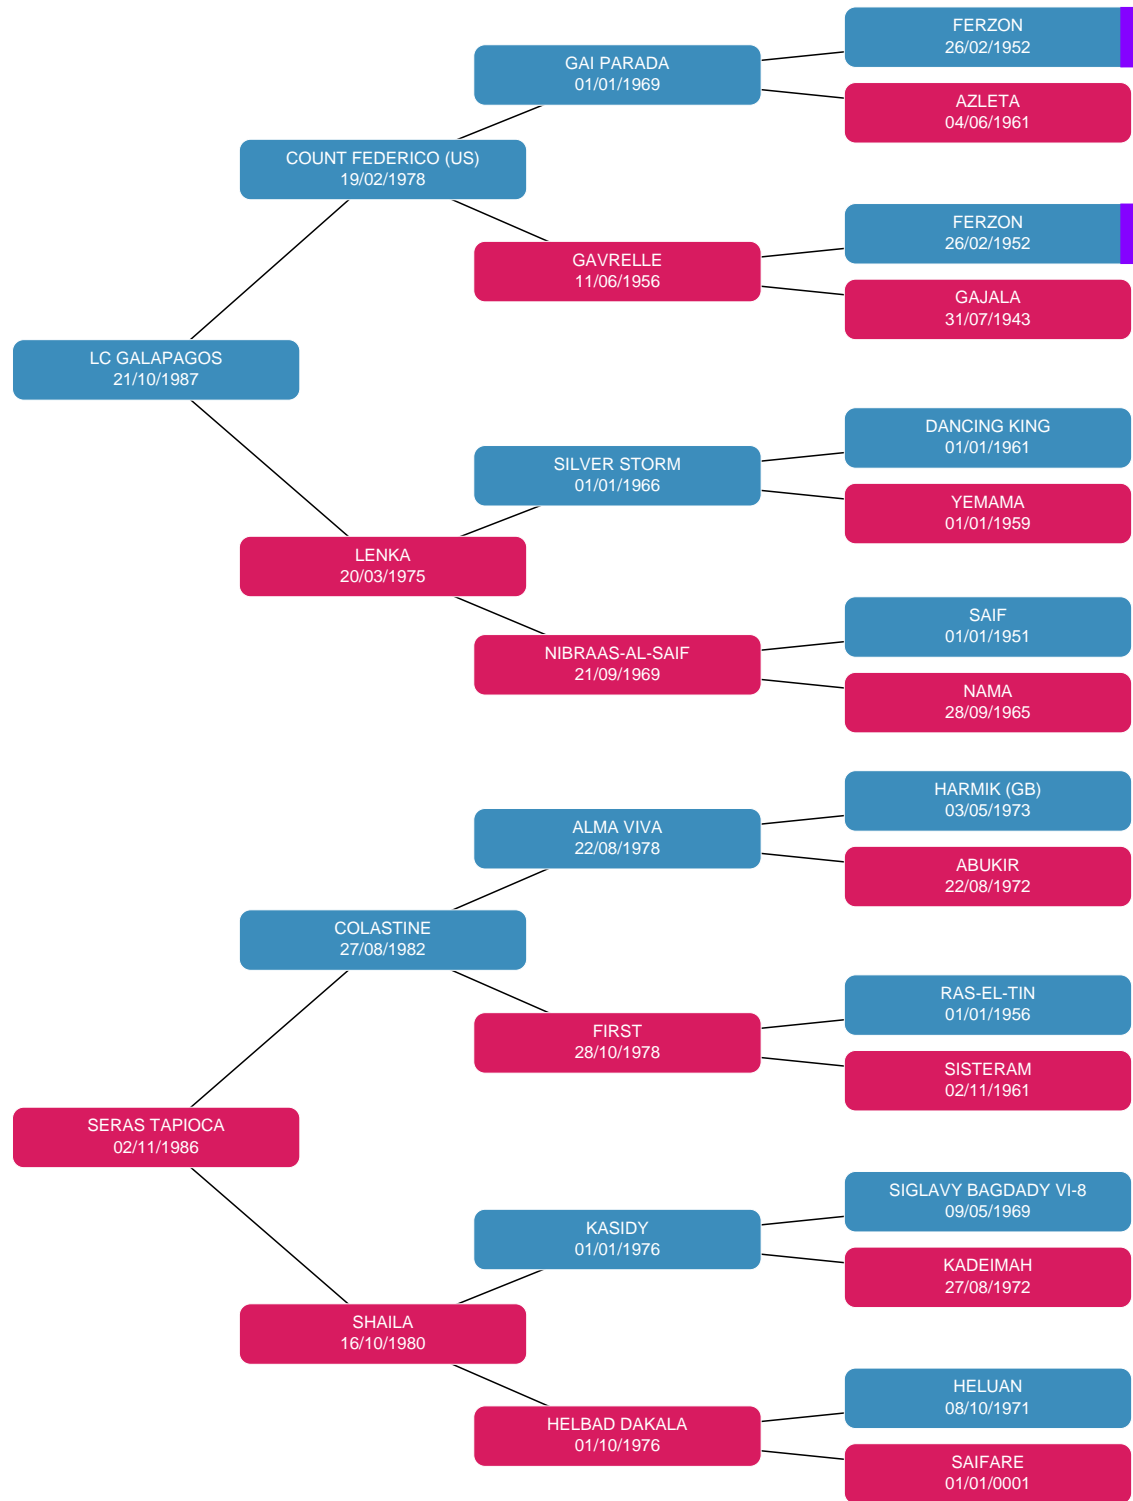 FERZON
26/02/1952
GAI PARADA
01/01/1969
AZLETA
04/06/1961
COUNT FEDERICO (US)
19/02/1978
FERZON
26/02/1952
GAVRELLE
11/06/1956
GAJALA
31/07/1943
LC GALAPAGOS
21/10/1987
DANCING KING
01/01/1961
SILVER STORM
01/01/1966
YEMAMA
01/01/1959
LENKA
20/03/1975
SAIF
01/01/1951
NIBRAAS-AL-SAIF
21/09/1969
NAMA
28/09/1965
HARMIK (GB)
03/05/1973
ALMA VIVA
22/08/1978
ABUKIR
22/08/1972
COLASTINE
27/08/1982
RAS-EL-TIN
01/01/1956
FIRST
28/10/1978
SISTERAM
02/11/1961
SERAS TAPIOCA
02/11/1986
SIGLAVY BAGDADY VI-8
09/05/1969
KASIDY
01/01/1976
KADEIMAH
27/08/1972
SHAILA
16/10/1980
HELUAN
08/10/1971
HELBAD DAKALA
01/10/1976
SAIFARE
01/01/0001